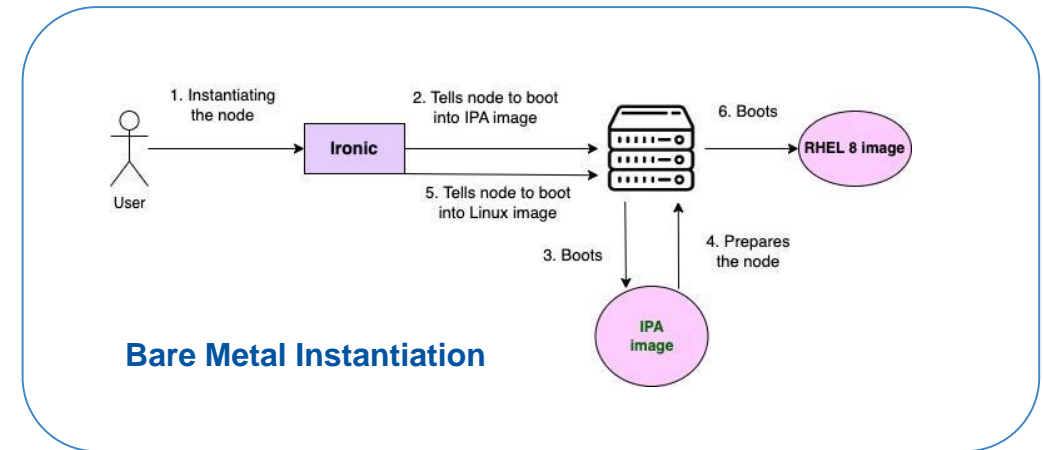 1. Instantiating
the node
2. Tells node to boot
into IPA image
6. Boots
Ironic
RHEL 8 image
User
5. Tells node to boot
into Linux image
3. Boots
4. Prepares
the node
IPA
image
Bare Metal Instantiation